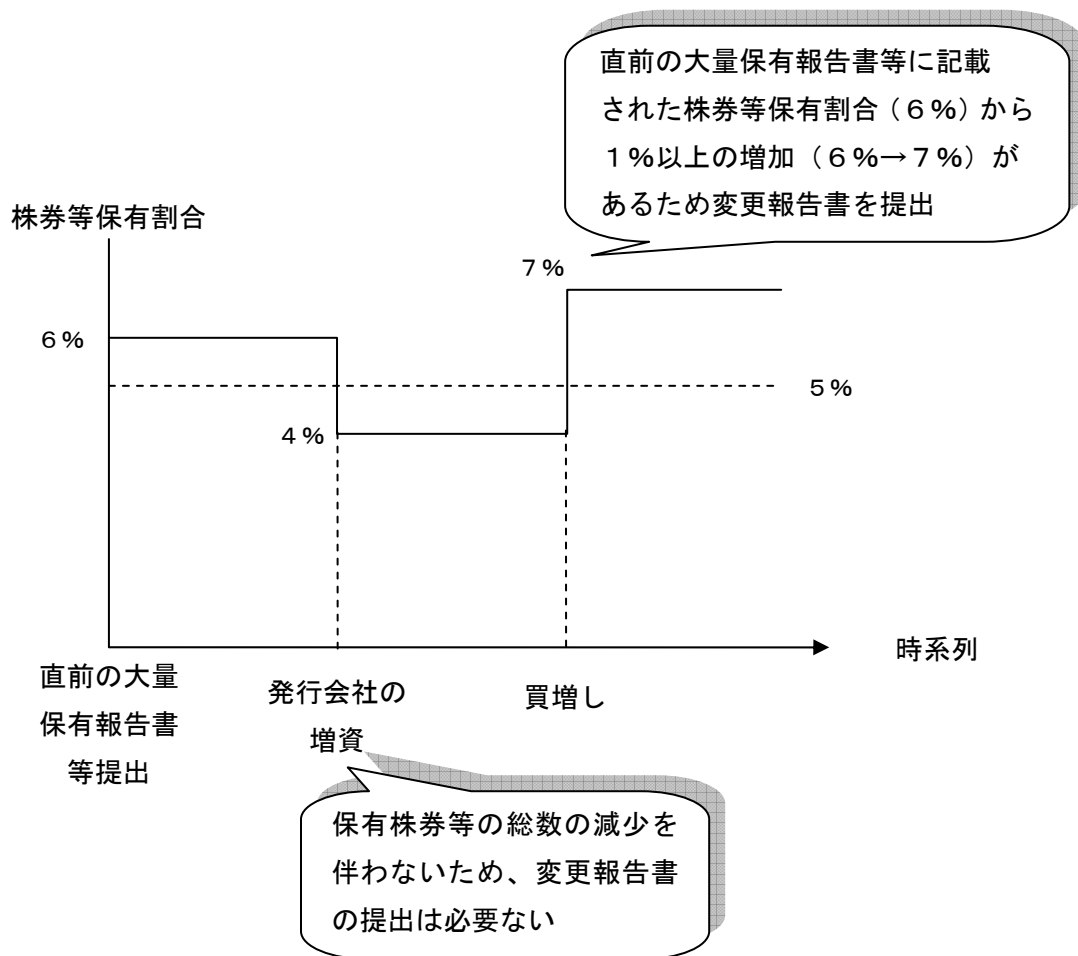 直前の大量保有報告書等に記載
された株券等保有割合（６％）から
１％以上の増加（６％→７％）が
あるため変更報告書を提出
株券等保有割合
７％
６％
５％
４％
時系列
直前の大量
保有報告書
等提出
発行会社の
増資
買増し
保有株券等の総数の減少を
伴わないため、変更報告書
の提出は必要ない